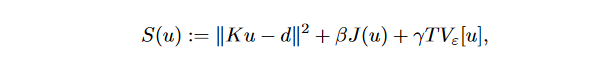 S(u) := ‖Ku − d‖² + βJ(u) + γTV_ε[u],